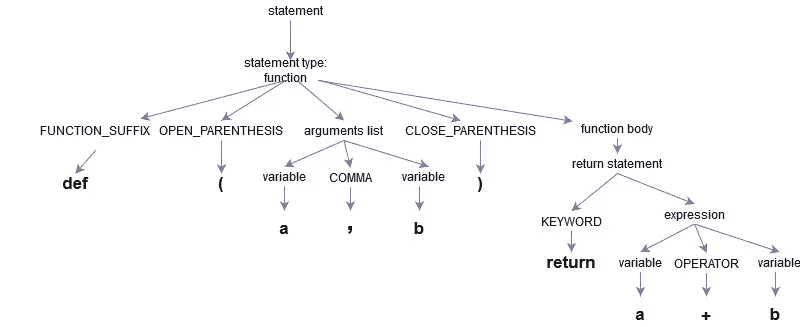 statement
statement type:
function
FUNCTION_SUFFIX OPEN_PARENTHESIS arguments list CLOSE_PARENTHESIS function body
def ( variable COMMA variable ) return statement
a , b KEYWORD expression
return variable OPERATOR variable
a + b